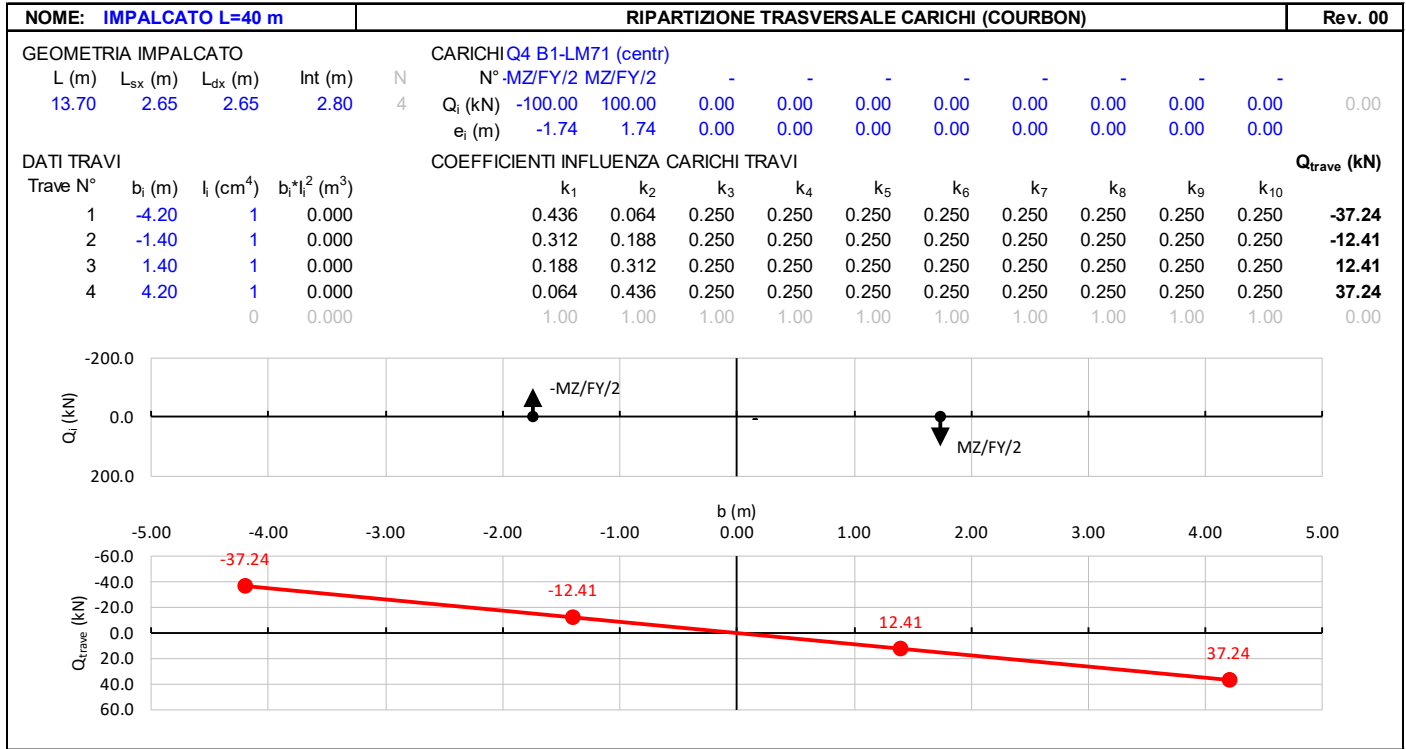 NOME: IMPALCATO L=40 m RIPARTIZIONE TRASVERSALE CARICHI (COURBON) Rev. 00
GEOMETRIA IMPALCATO CARICHI Q4 B1-LM71 (centr)
L (m) Lsx (m) Ldx (m) Int (m) N N° -MZ/FY/2 MZ/FY/2 - - - - - - - -
13.70 2.65 2.65 2.80 4 Qi (kN) -100.00 100.00 0.00 0.00 0.00 0.00 0.00 0.00 0.00 0.00 0.00
ei (m) -1.74 1.74 0.00 0.00 0.00 0.00 0.00 0.00 0.00 0.00
DATI TRAVI COEFFICIENTI INFLUENZA CARICHI TRAVI Qtrave (kN)
Trave N° bi (m) Ii (cm4) bi*Ii2 (m3) k1 k2 k3 k4 k5 k6 k7 k8 k9 k10
1 -4.20 1 0.000 0.436 0.064 0.250 0.250 0.250 0.250 0.250 0.250 0.250 0.250 -37.24
2 -1.40 1 0.000 0.312 0.188 0.250 0.250 0.250 0.250 0.250 0.250 0.250 0.250 -12.41
3 1.40 1 0.000 0.188 0.312 0.250 0.250 0.250 0.250 0.250 0.250 0.250 0.250 12.41
4 4.20 1 0.000 0.064 0.436 0.250 0.250 0.250 0.250 0.250 0.250 0.250 0.250 37.24
0 0.000 1.00 1.00 1.00 1.00 1.00 1.00 1.00 1.00 1.00 1.00 0.00
Qi (kN)
-200.0
0.0
200.0
-MZ/FY/2
-
MZ/FY/2
b (m)
-5.00 -4.00 -3.00 -2.00 -1.00 0.00 1.00 2.00 3.00 4.00 5.00
Qtrave (kN)
-60.0
-40.0
-20.0
0.0
20.0
40.0
60.0
-37.24
-12.41
12.41
37.24